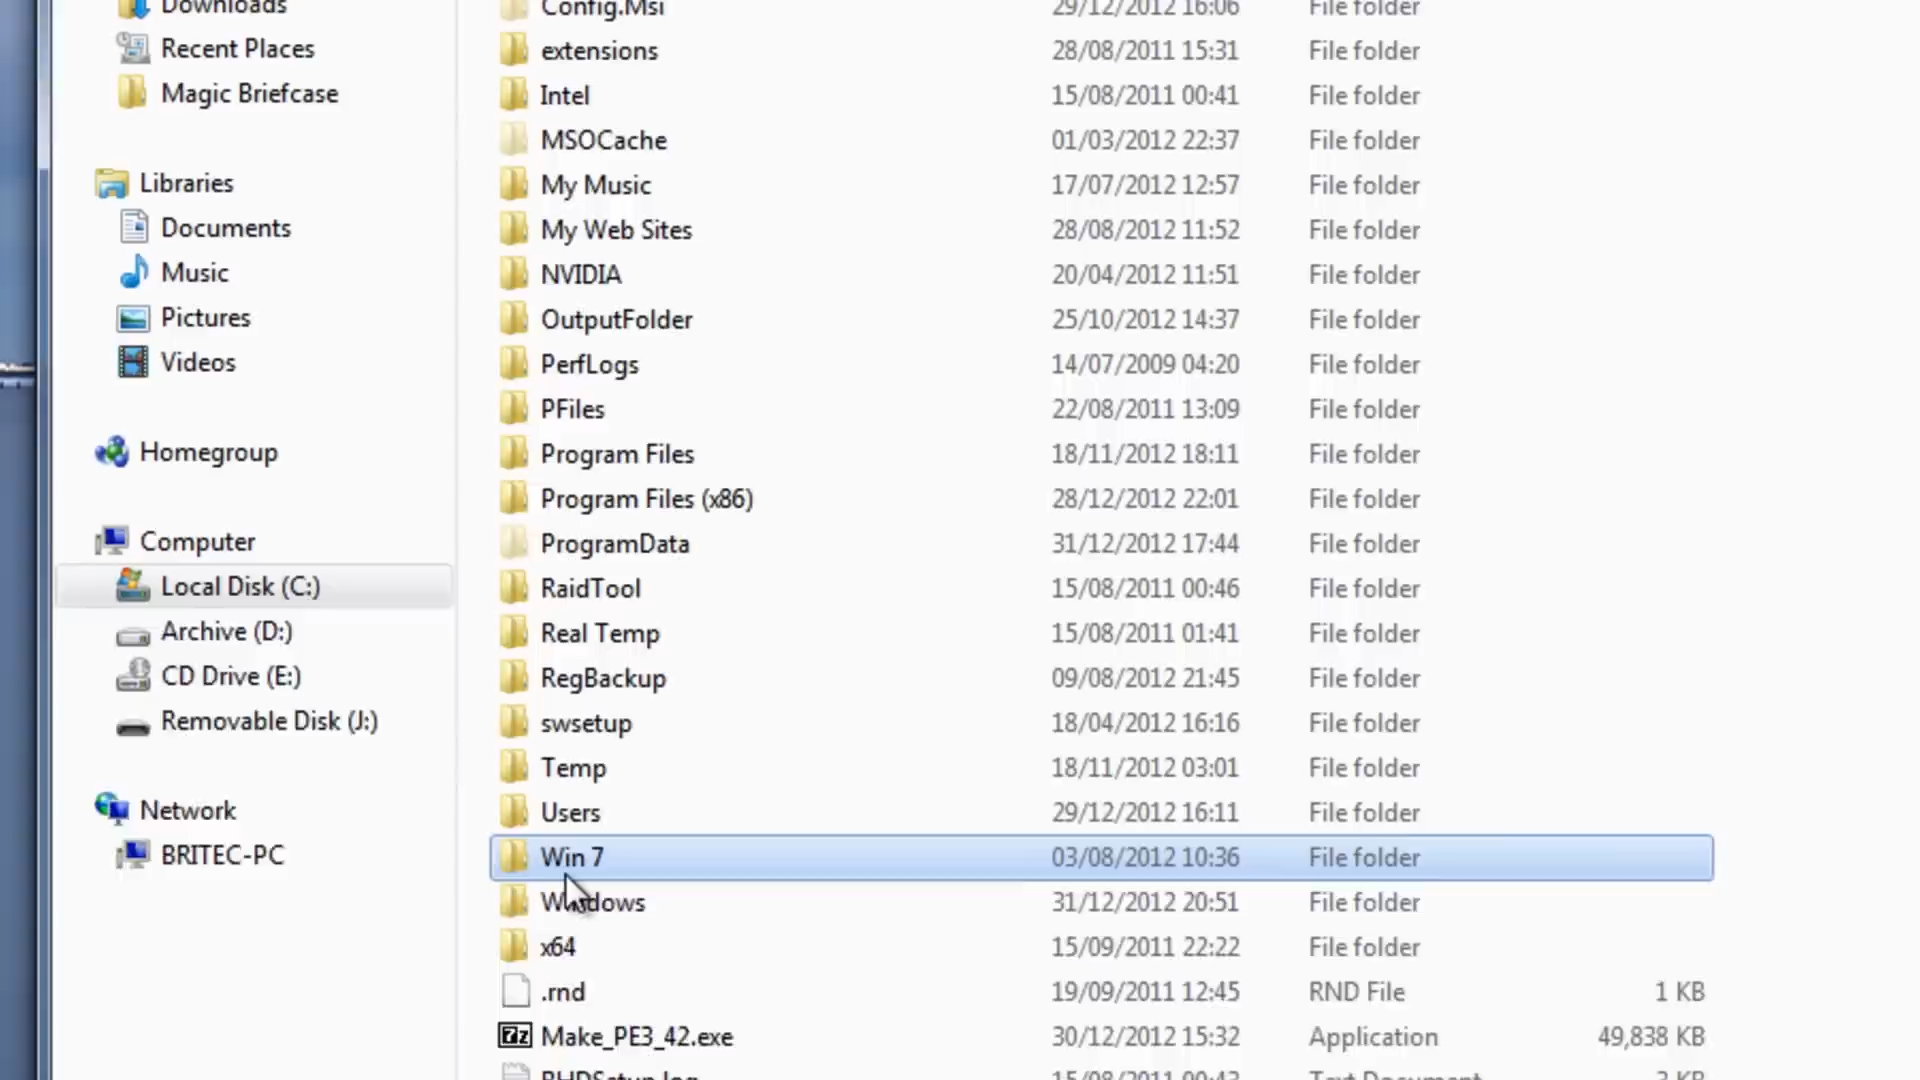 Downloads
Recent Places
Magic Briefcase
Libraries
Documents
Music
Pictures
Videos
Homegroup
Computer
Local Disk (C:)
Archive (D:)
CD Drive (E:)
Removable Disk (J:)
Network
BRITEC-PC
Config.Msi 29/12/2012 16:06 File folder
extensions 28/08/2011 15:31 File folder
Intel 15/08/2011 00:41 File folder
MSOCache 01/03/2012 22:37 File folder
My Music 17/07/2012 12:57 File folder
My Web Sites 28/08/2012 11:52 File folder
NVIDIA 20/04/2012 11:51 File folder
OutputFolder 25/10/2012 14:37 File folder
PerfLogs 14/07/2009 04:20 File folder
PFiles 22/08/2011 13:09 File folder
Program Files 18/11/2012 18:11 File folder
Program Files (x86) 28/12/2012 22:01 File folder
ProgramData 31/12/2012 17:44 File folder
RaidTool 15/08/2011 00:46 File folder
Real Temp 15/08/2011 01:41 File folder
RegBackup 09/08/2012 21:45 File folder
swsetup 18/04/2012 16:16 File folder
Temp 18/11/2012 03:01 File folder
Users 29/12/2012 16:11 File folder
Win 7 03/08/2012 10:36 File folder
Windows 31/12/2012 20:51 File folder
x64 15/09/2011 22:22 File folder
.rnd 19/09/2011 12:45 RND File 1 KB
Make_PE3_42.exe 30/12/2012 15:32 Application 49,838 KB
RHDSetup.log 15/08/2011 00:43 Text Document 3 KB